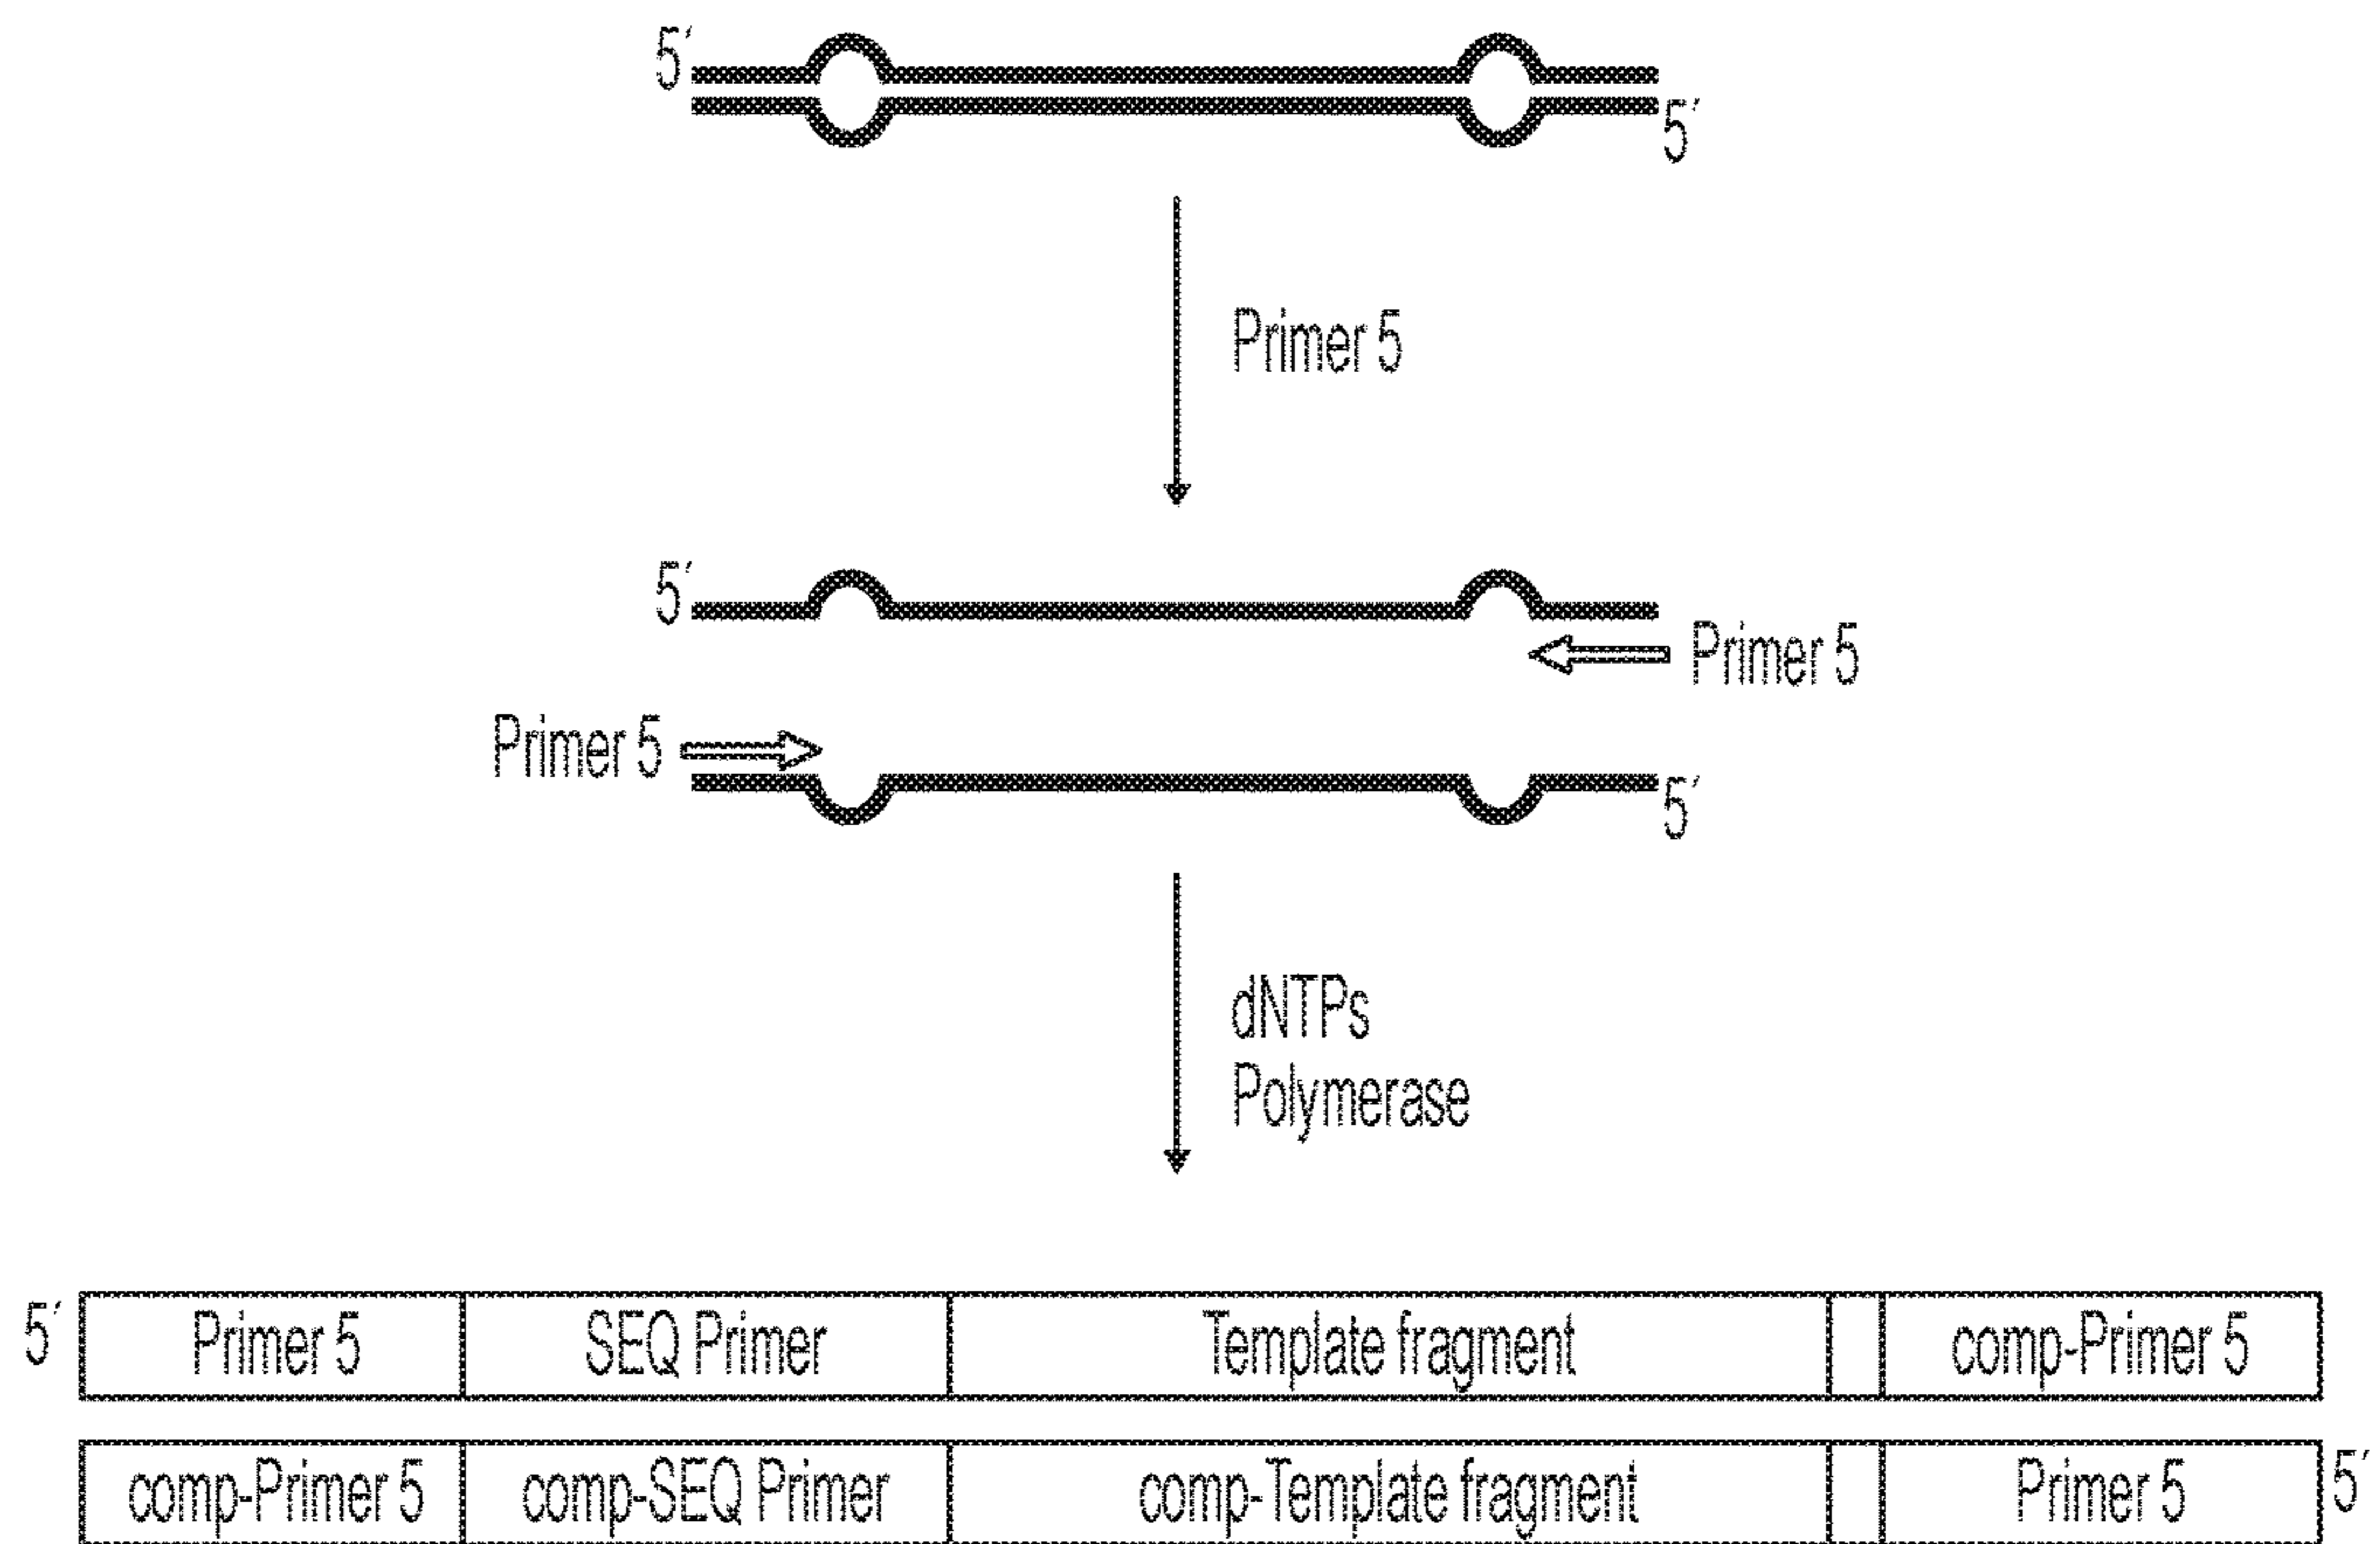 5′
5′
Primer 5
5′
Primer 5
Primer 5
5′
dNTPs
Polymerase
5′ Primer 5 SEQ Primer Template fragment comp-Primer 5
comp-Primer 5 comp-SEQ Primer comp-Template fragment Primer 5 5′